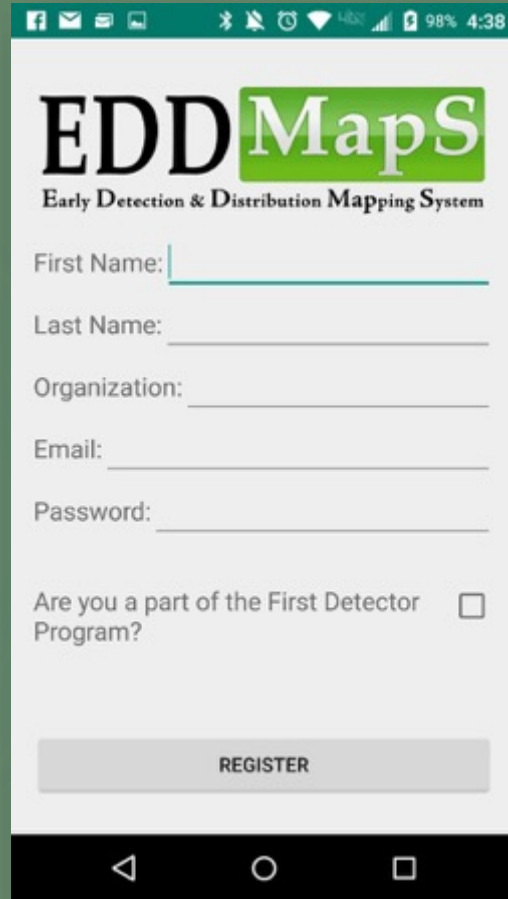 98% 4:38
EDDMapS
Early Detection & Distribution Mapping System
First Name:
Last Name:
Organization:
Email:
Password:
Are you a part of the First Detector
Program?
REGISTER